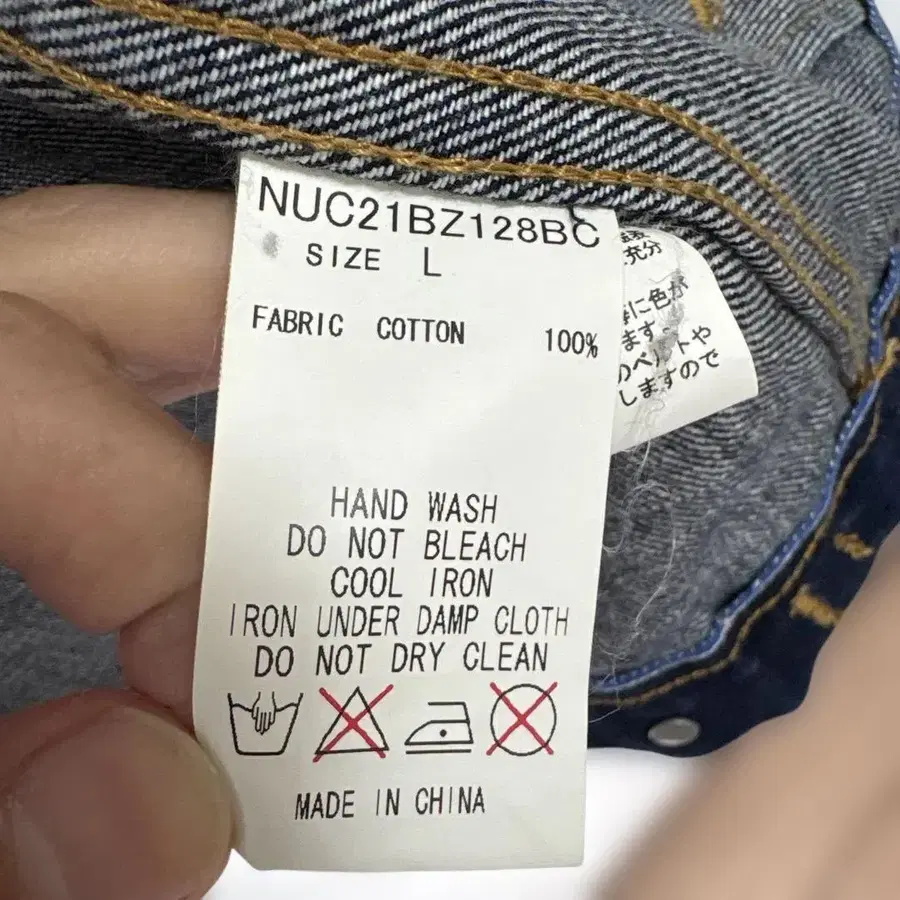 NUC21BZ128BC
SIZE L
FABRIC COTTON 100%
HAND WASH
DO NOT BLEACH
COOL IRON
IRON UNDER DAMP CLOTH
DO NOT DRY CLEAN
MADE IN CHINA
充分
に色が
ます
のベルトや
しますので